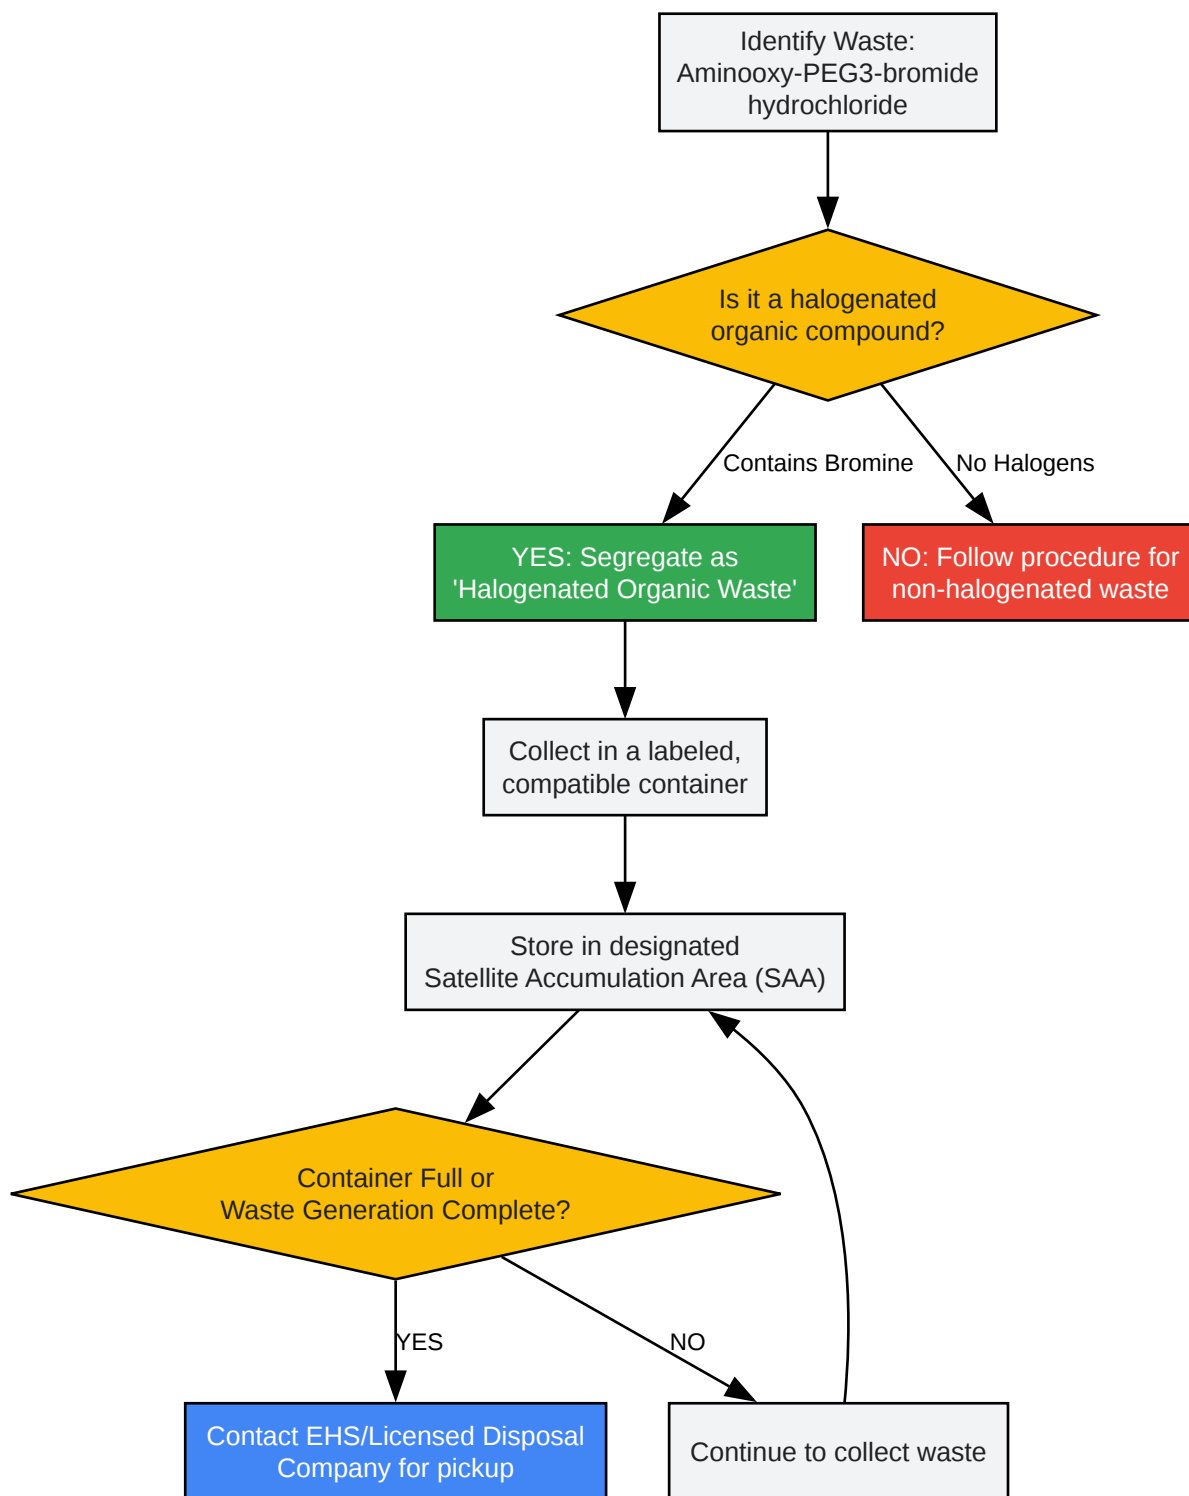 Identify Waste:
Aminooxy-PEG3-bromide
hydrochloride
Is it a halogenated
organic compound?
Contains Bromine
No Halogens
YES: Segregate as
'Halogenated Organic Waste'
NO: Follow procedure for
non-halogenated waste
Collect in a labeled,
compatible container
Store in designated
Satellite Accumulation Area (SAA)
Container Full or
Waste Generation Complete?
YES
NO
Contact EHS/Licensed Disposal
Company for pickup
Continue to collect waste